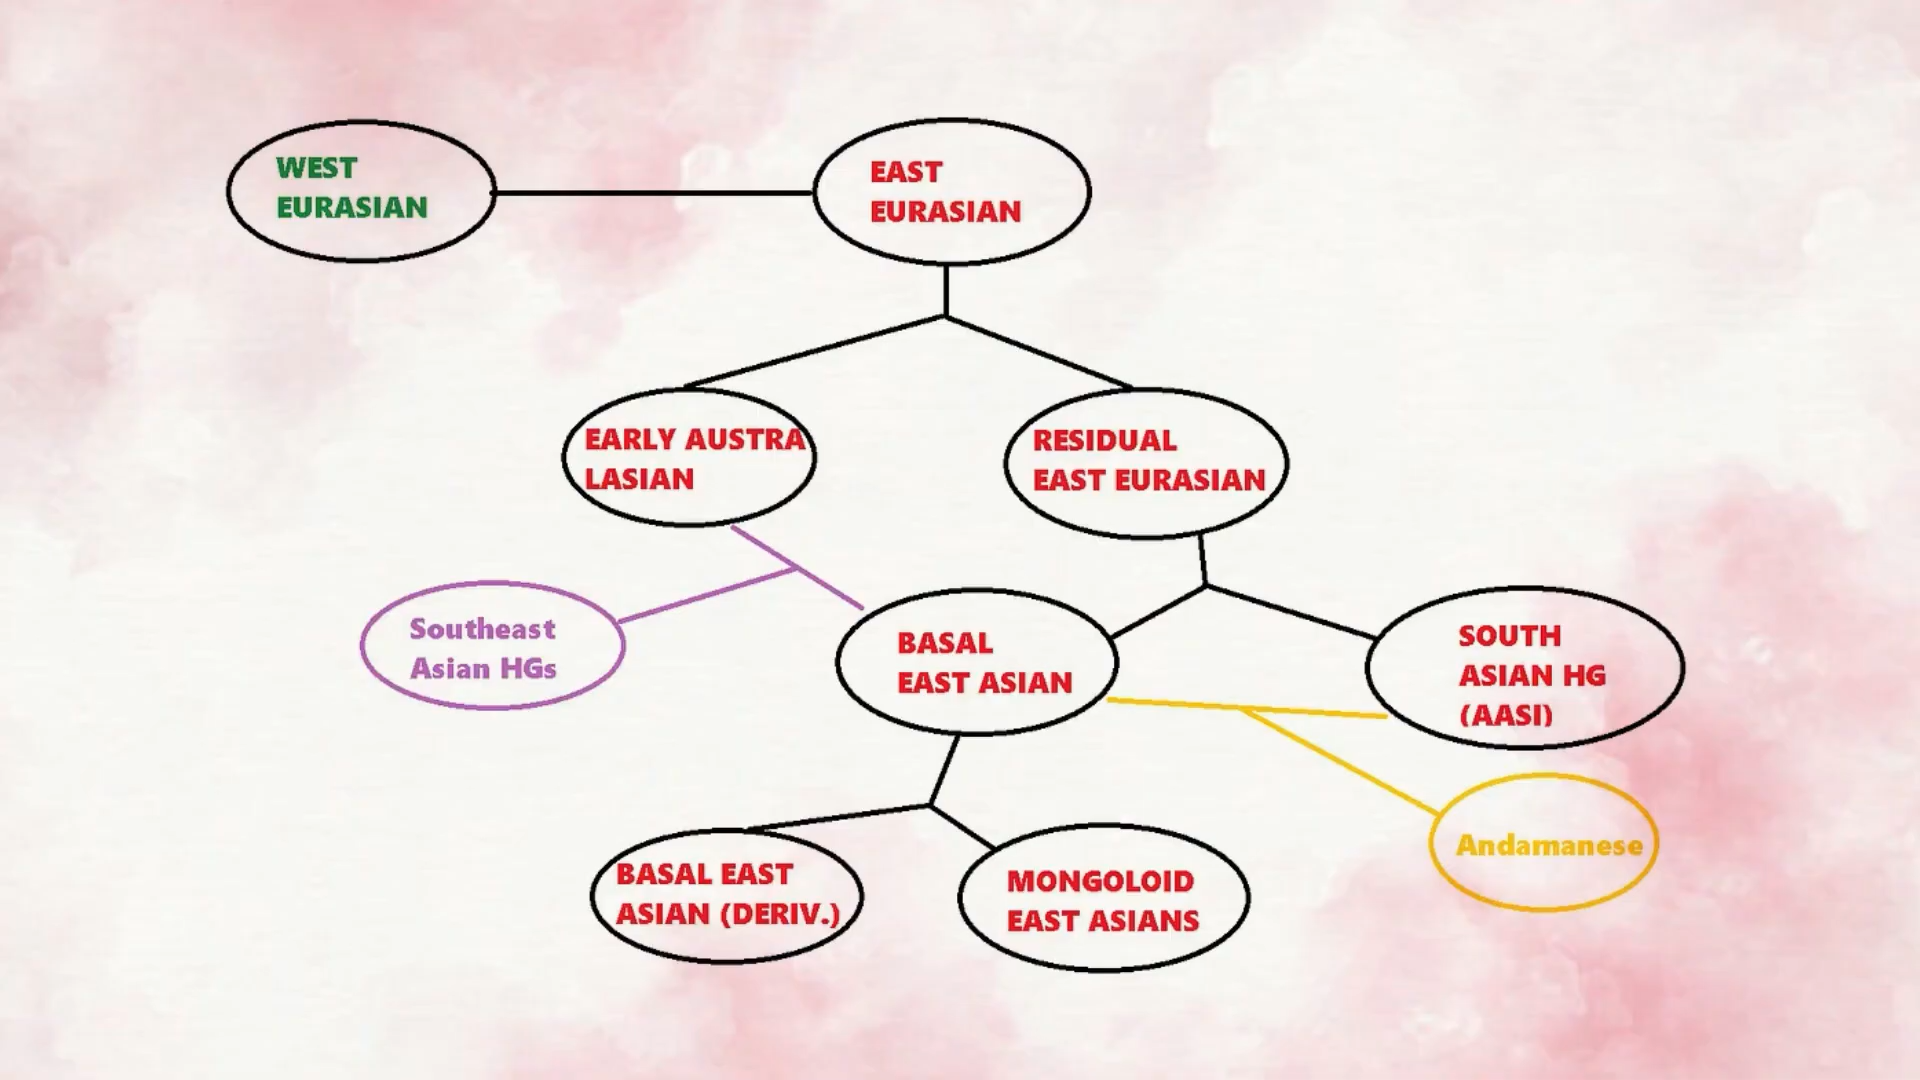 WEST
EURASIAN
EAST
EURASIAN
EARLY AUSTRA
LASIAN
RESIDUAL
EAST EURASIAN
Southeast
Asian HGs
BASAL
EAST ASIAN
SOUTH
ASIAN HG
(AASI)
Andamanese
BASAL EAST
ASIAN (DERIV.)
MONGOLOID
EAST ASIANS